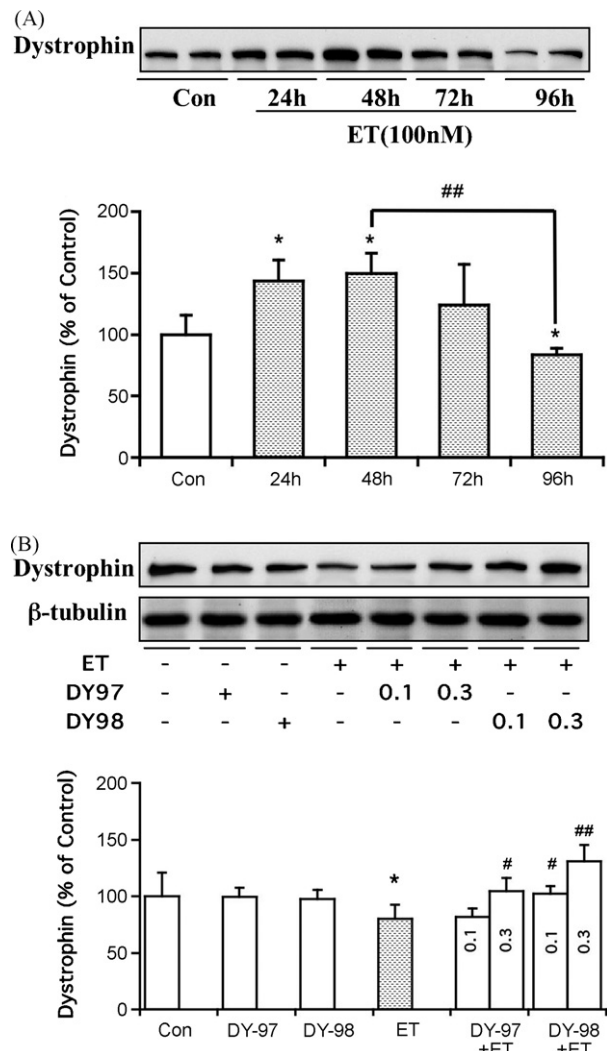 (A)
Dystrophin
Con 24h 48h 72h 96h
ET(100nM)
Dystrophin (% of Control)
200
150
100
50
0
* * ## *
Con 24h 48h 72h 96h
(B)
Dystrophin
β-tubulin
ET - - - + + + + +
DY97 - + - - 0.1 0.3 - -
DY98 - - + - - - 0.1 0.3
Dystrophin (% of Control)
200
150
100
50
0
* # # ##
0.1 0.3 0.1 0.3
Con DY-97 DY-98 ET DY-97 DY-98
+ET +ET